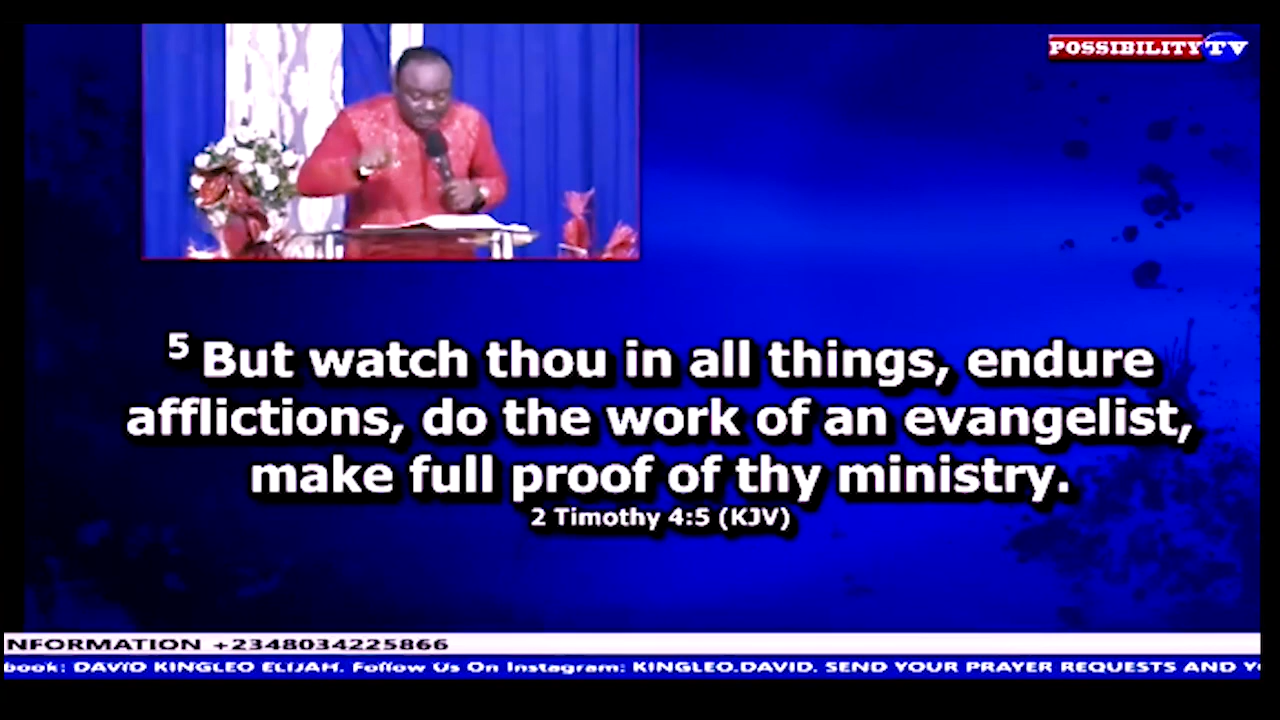 POSSIBILITY TV
5 But watch thou in all things, endure
afflictions, do the work of an evangelist,
make full proof of thy ministry.
2 Timothy 4:5 (KJV)
NFORMATION +2348034225866
book: DAVID KINGLEO ELIJAH. Follow Us On Instagram: KINGLEO.DAVID. SEND YOUR PRAYER REQUESTS AND